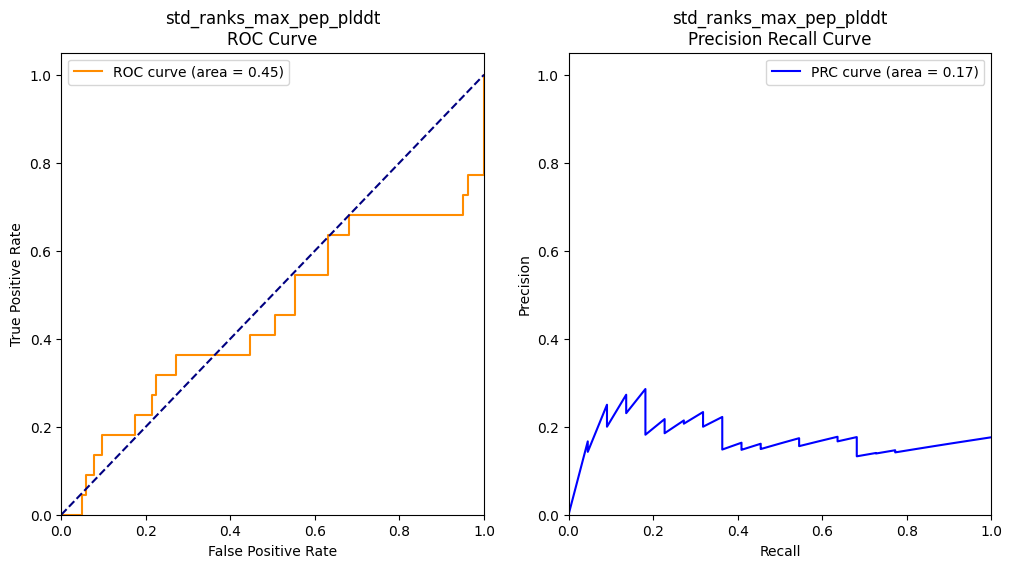 std_ranks_max_pep_plddt
ROC Curve
ROC curve (area = 0.45)
True Positive Rate
1.0
0.8
0.6
0.4
0.2
0.0
0.0 0.2 0.4 0.6 0.8 1.0
False Positive Rate
std_ranks_max_pep_plddt
Precision Recall Curve
PRC curve (area = 0.17)
Precision
1.0
0.8
0.6
0.4
0.2
0.0
0.0 0.2 0.4 0.6 0.8 1.0
Recall